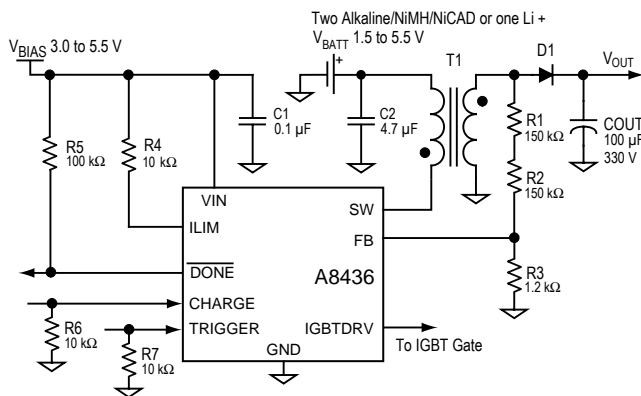 Two Alkaline/NiMH/NiCAD or one Li +
VBIAS 3.0 to 5.5 V
VBATT 1.5 to 5.5 V
+
T1
D1
VOUT
R5
100 kΩ
R4
10 kΩ
C1
0.1 µF
C2
4.7 µF
R1
150 kΩ
COUT
100 µF
330 V
R2
150 kΩ
VIN
SW
ILIM
FB
DONE
A8436
R3
1.2 kΩ
CHARGE
R6
10 kΩ
TRIGGER
IGBTDRV
To IGBT Gate
R7
10 kΩ
GND